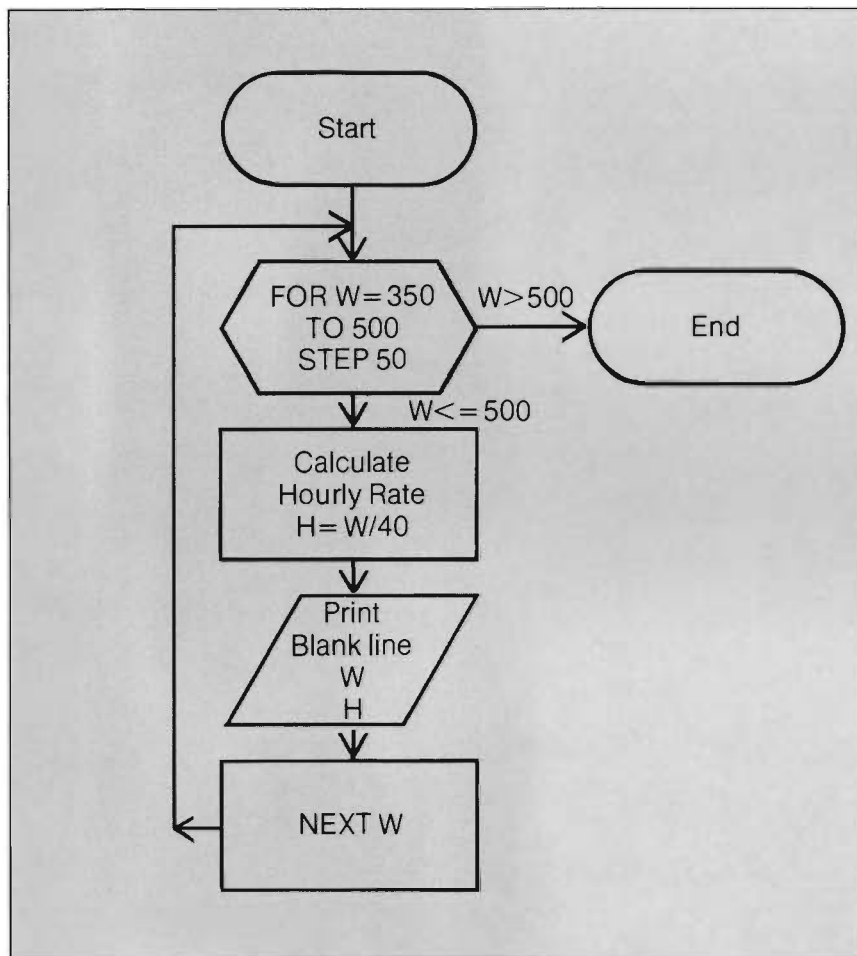 Start
FOR W=350
TO 500
STEP 50
W>500
End
W<=500
Calculate
Hourly Rate
H=W/40
Print
Blank line
W
H
NEXT W